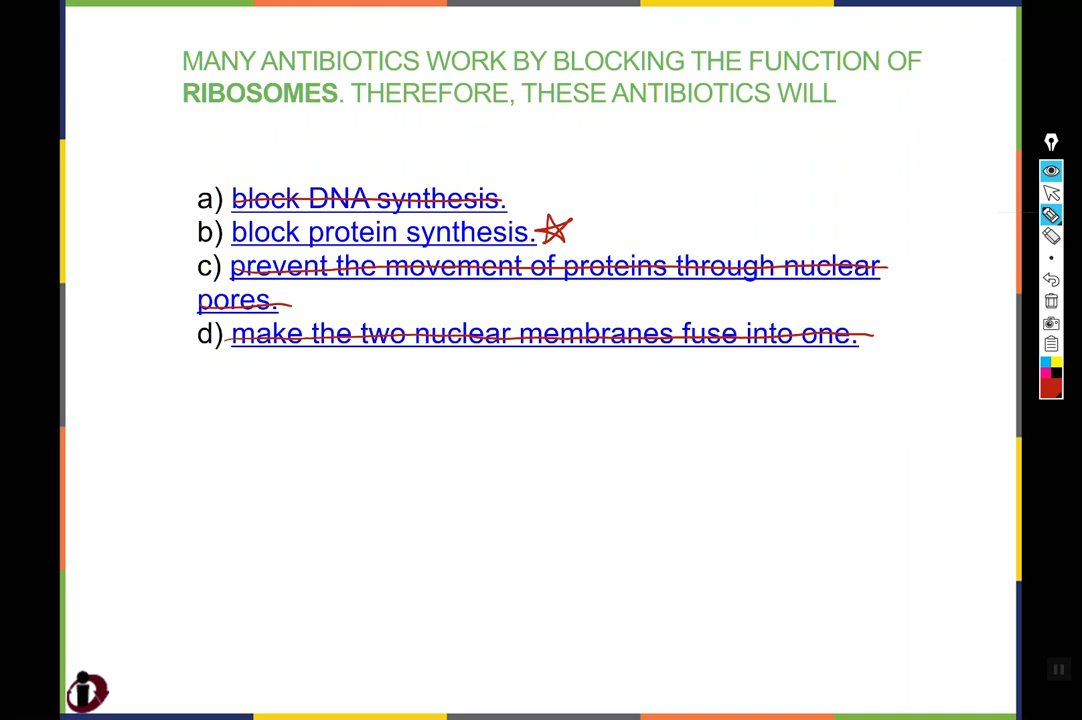 MANY ANTIBIOTICS WORK BY BLOCKING THE FUNCTION OF
RIBOSOMES. THEREFORE, THESE ANTIBIOTICS WILL
a) block DNA synthesis.
b) block protein synthesis.
c) prevent the movement of proteins through nuclear
pores.
d) make the two nuclear membranes fuse into one.